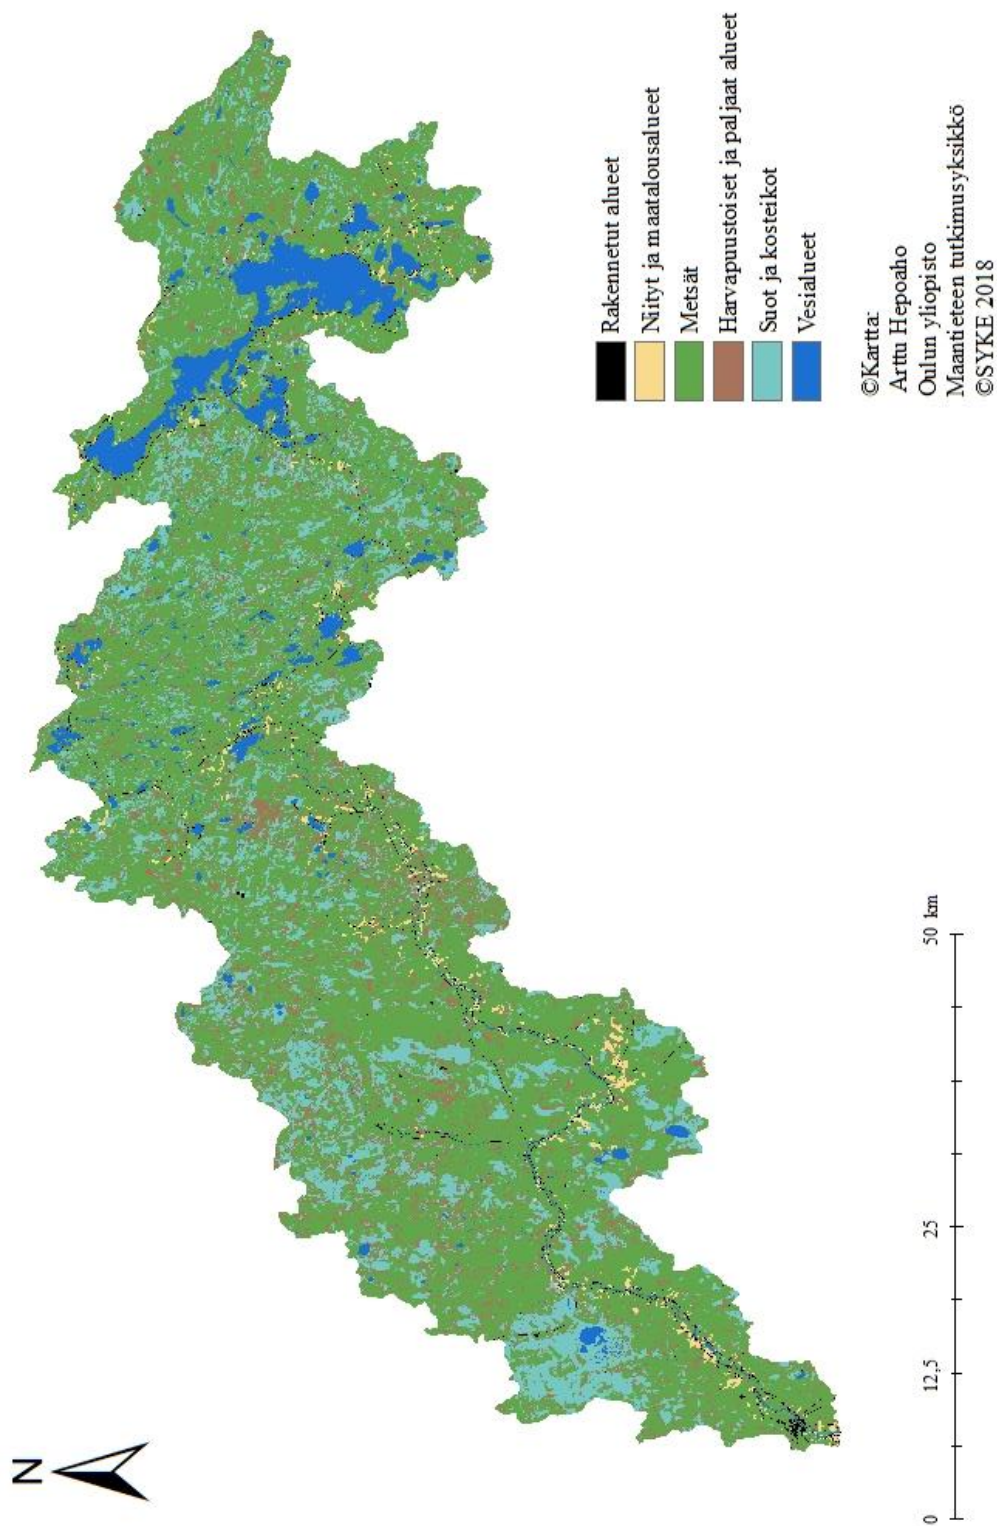 N
Rakennetut alueet
Niityt ja maatalousalueet
Metsät
Harvapuustoiset ja paljaat alueet
Suot ja kosteikot
Vesialueet
©Kartta:
Arttu Hepoaho
Oulun yliopisto
Maantieteen tutkimusyksikkö
©SYKE 2018
0 12,5 25 50 km